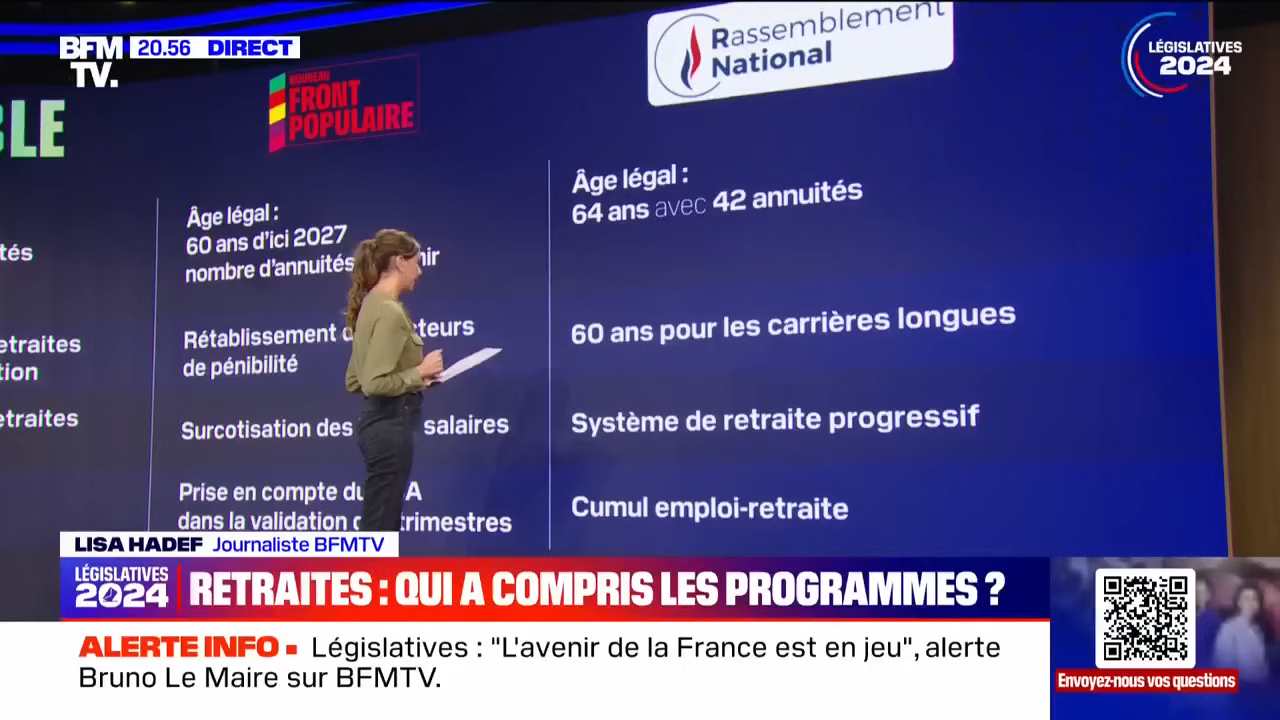 BFM
TV.
20.56 DIRECT
LÉGISLATIVES
2024
BLE
tés
etraites
tion
etraites
NOUVEAU
FRONT
POPULAIRE
Âge légal :
60 ans d'ici 2027
nombre d'annuités nir
Rétablissement cteurs
de pénibilité
Surcotisation des salaires
Prise en compte du A
dans la validation trimestres
Rassemblement
National
Âge légal :
64 ans avec 42 annuités
60 ans pour les carrières longues
Système de retraite progressif
Cumul emploi-retraite
LISA HADEF Journaliste BFMTV
LÉGISLATIVES
2024
RETRAITES : QUI A COMPRIS LES PROGRAMMES ?
ALERTE INFO Législatives : "L'avenir de la France est en jeu", alerte
Bruno Le Maire sur BFMTV.
Envoyez-nous vos questions